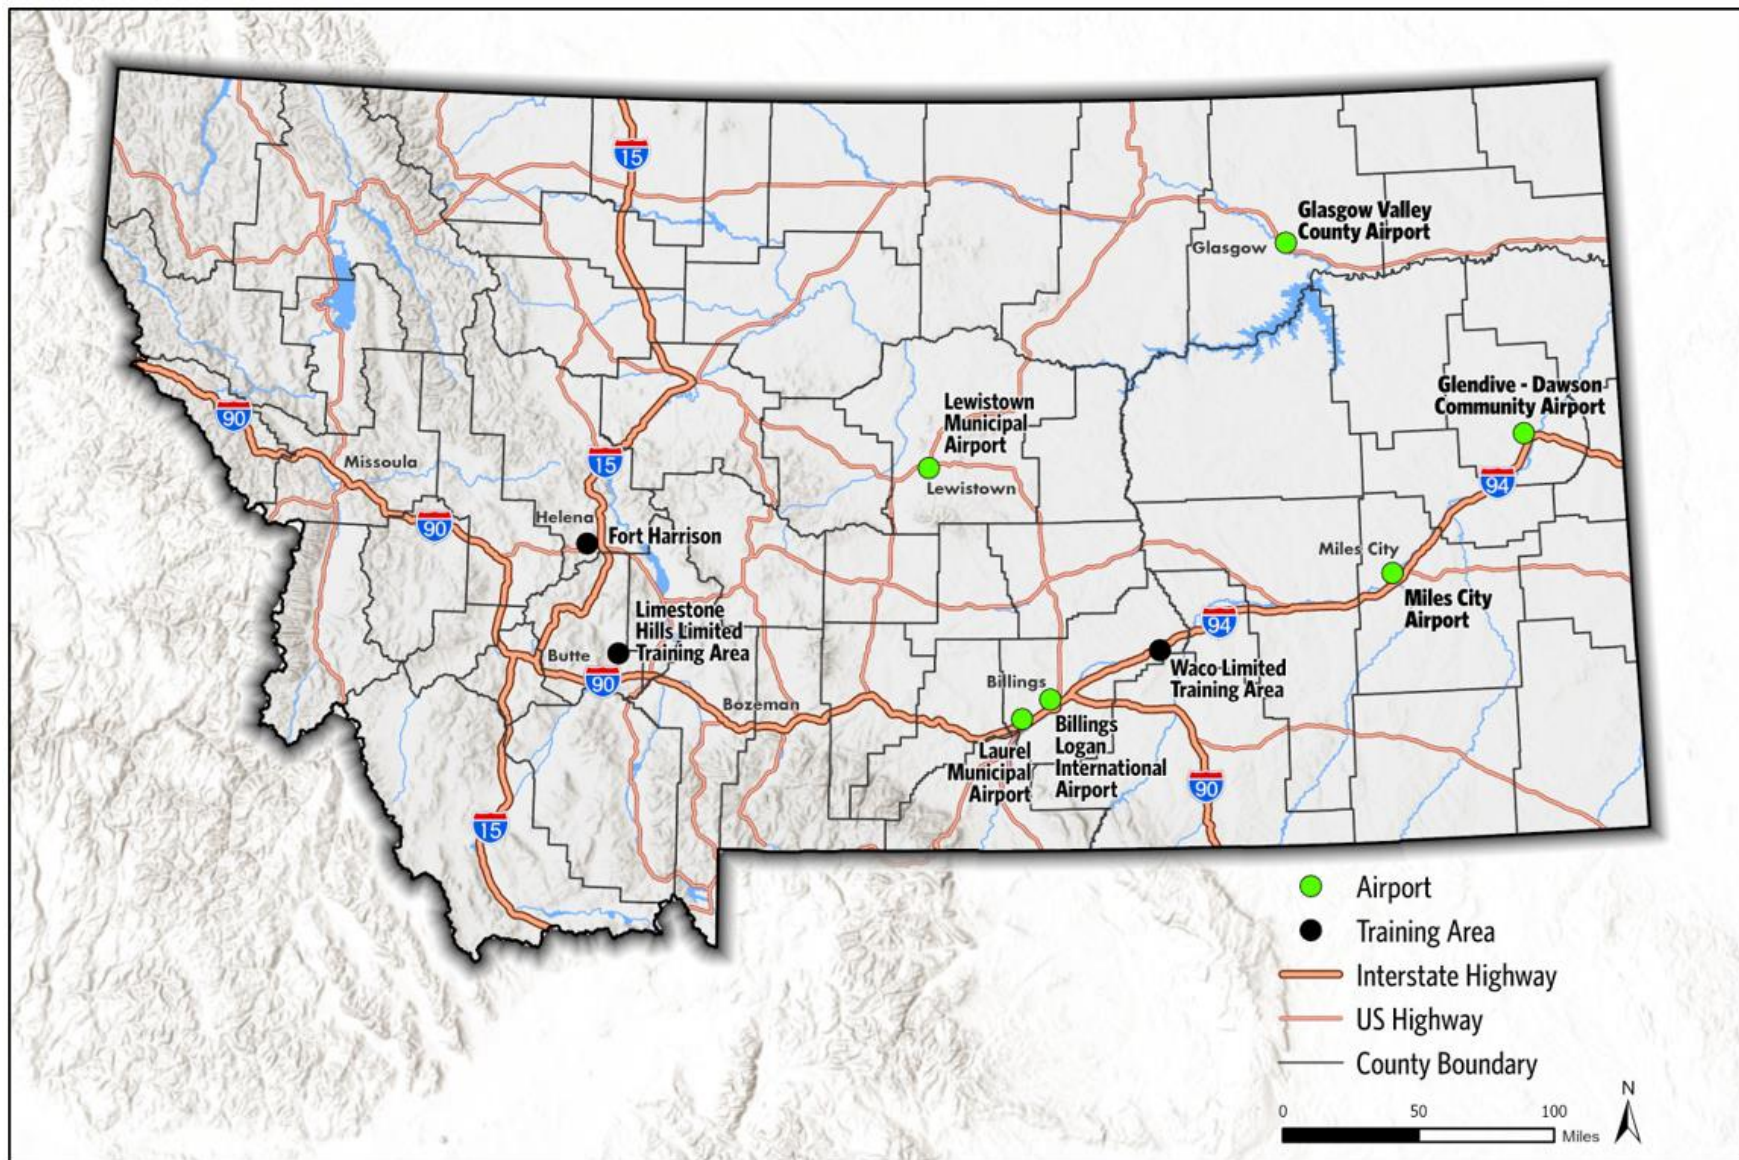 15
Glasgow Valley
County Airport
Glasgow
Glendive - Dawson
Community Airport
90
Lewistown
Municipal
Airport
Missoula
15
94
Lewistown
90
Helena
Fort Harrison
Miles City
Miles City
Airport
Limestone
Hills Limited
Training Area
94
Butte
90
Waco Limited
Training Area
Billings
Bozeman
Billings
Logan
International
Airport
Laurel
Municipal
Airport
90
15
Airport
Training Area
Interstate Highway
US Highway
County Boundary
N
0 50 100
Miles